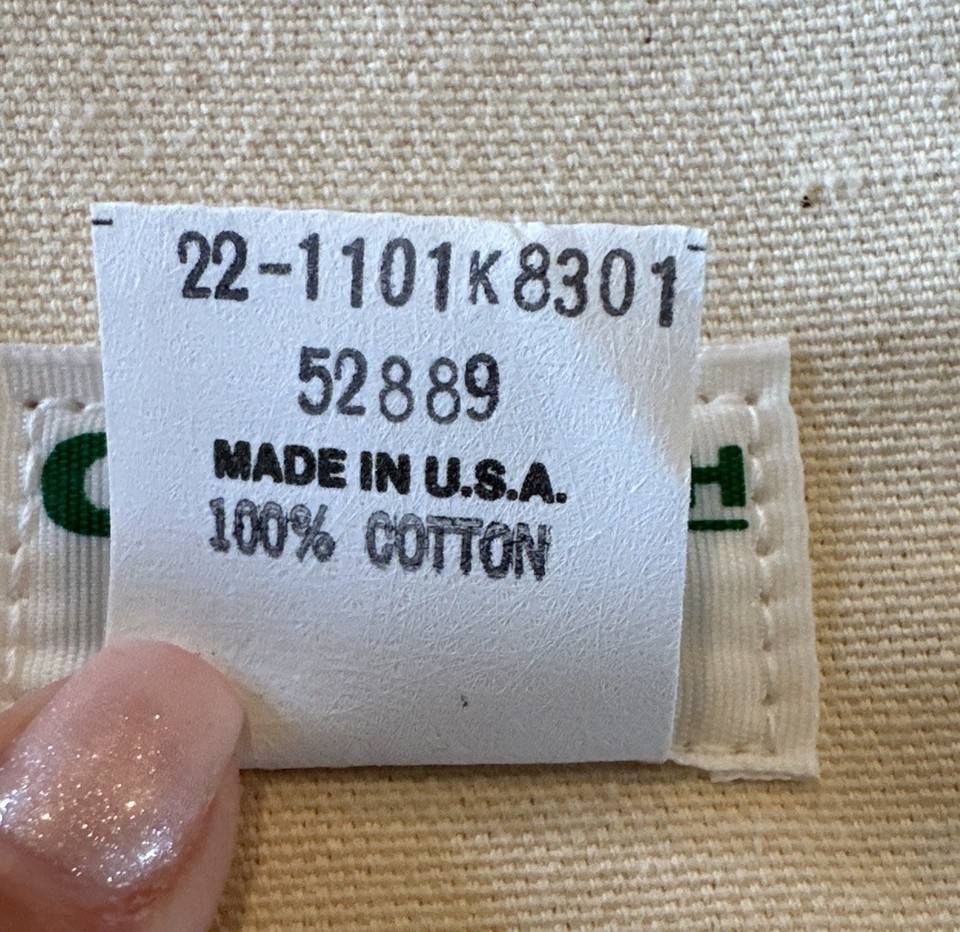 22-1101K8301
52889
MADE IN U.S.A.
100% COTTON